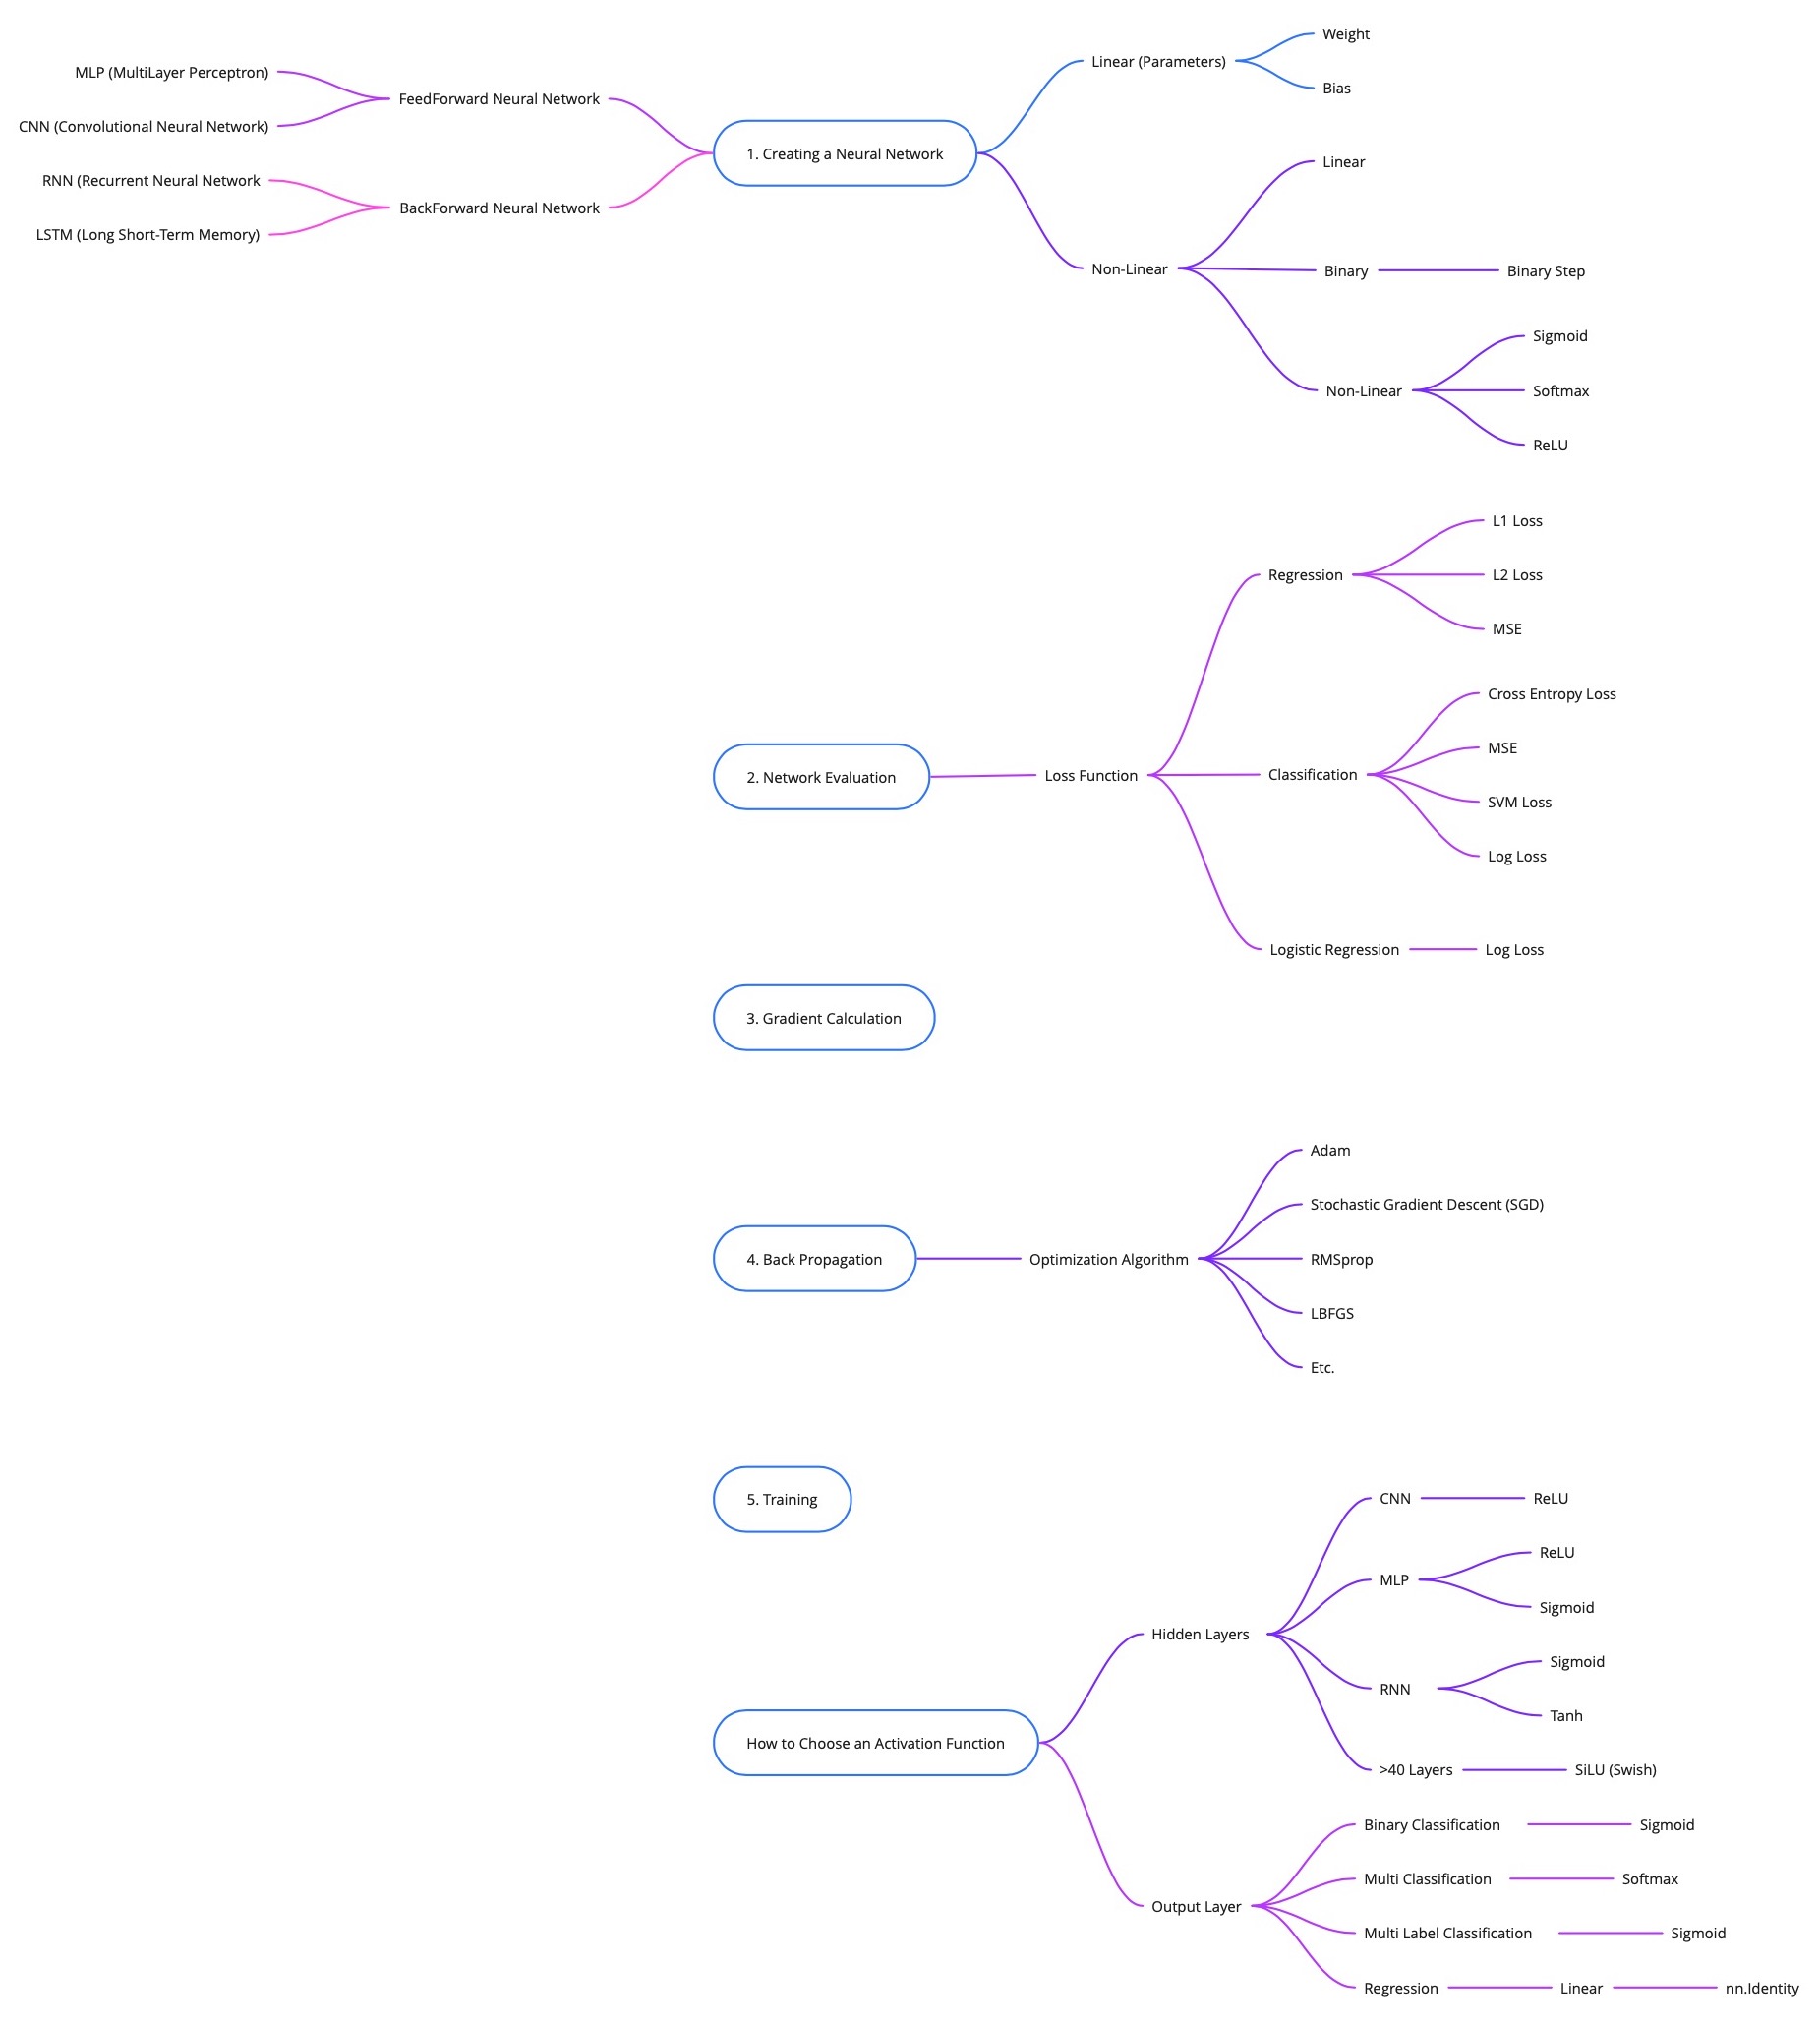 MLP (MultiLayer Perceptron)
CNN (Convolutional Neural Network)
FeedForward Neural Network
RNN (Recurrent Neural Network
LSTM (Long Short-Term Memory)
BackForward Neural Network
1. Creating a Neural Network
Linear (Parameters)
Weight
Bias
Non-Linear
Linear
Binary
Binary Step
Non-Linear
Sigmoid
Softmax
ReLU
2. Network Evaluation
Loss Function
Regression
L1 Loss
L2 Loss
MSE
Classification
Cross Entropy Loss
MSE
SVM Loss
Log Loss
Logistic Regression
Log Loss
3. Gradient Calculation
4. Back Propagation
Optimization Algorithm
Adam
Stochastic Gradient Descent (SGD)
RMSprop
LBFGS
Etc.
5. Training
How to Choose an Activation Function
Hidden Layers
CNN
ReLU
MLP
ReLU
Sigmoid
RNN
Sigmoid
Tanh
>40 Layers
SiLU (Swish)
Output Layer
Binary Classification
Sigmoid
Multi Classification
Softmax
Multi Label Classification
Sigmoid
Regression
Linear
nn.Identity